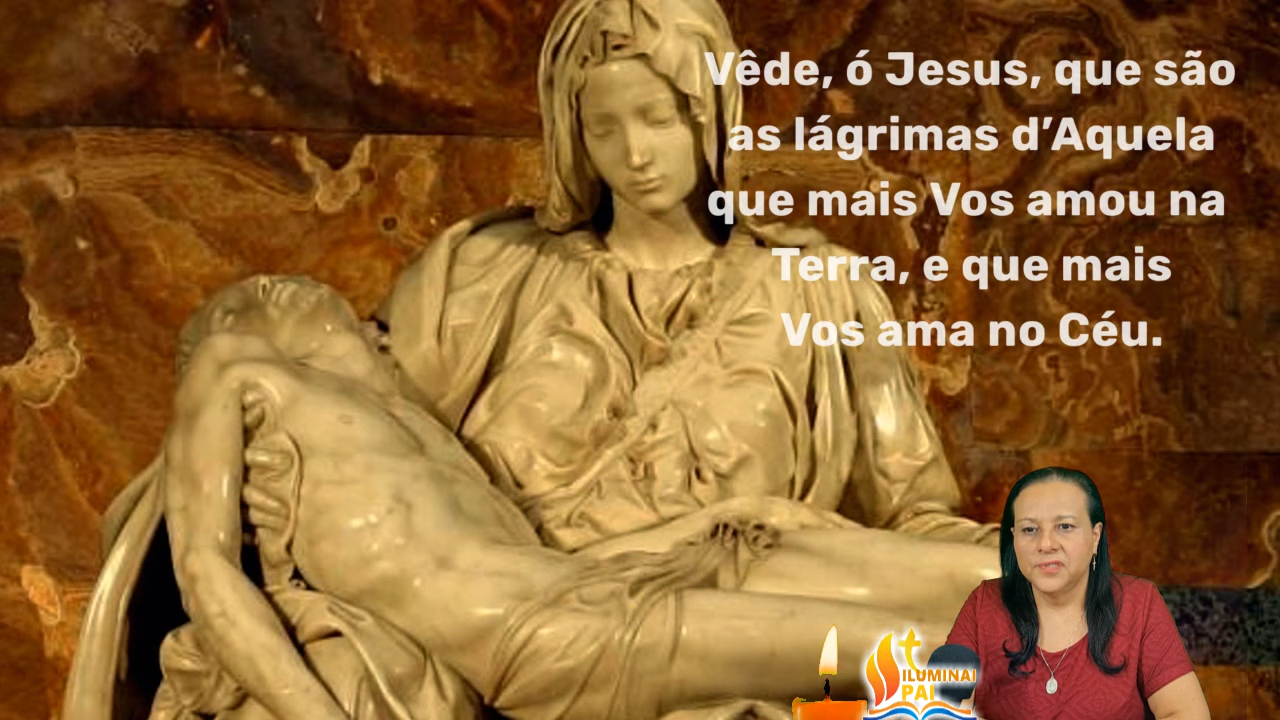 Vêde, ó Jesus, que são
as lágrimas d’Aquela
que mais Vos amou na
Terra, e que mais
Vos ama no Céu.
ILUMINAI
PAI